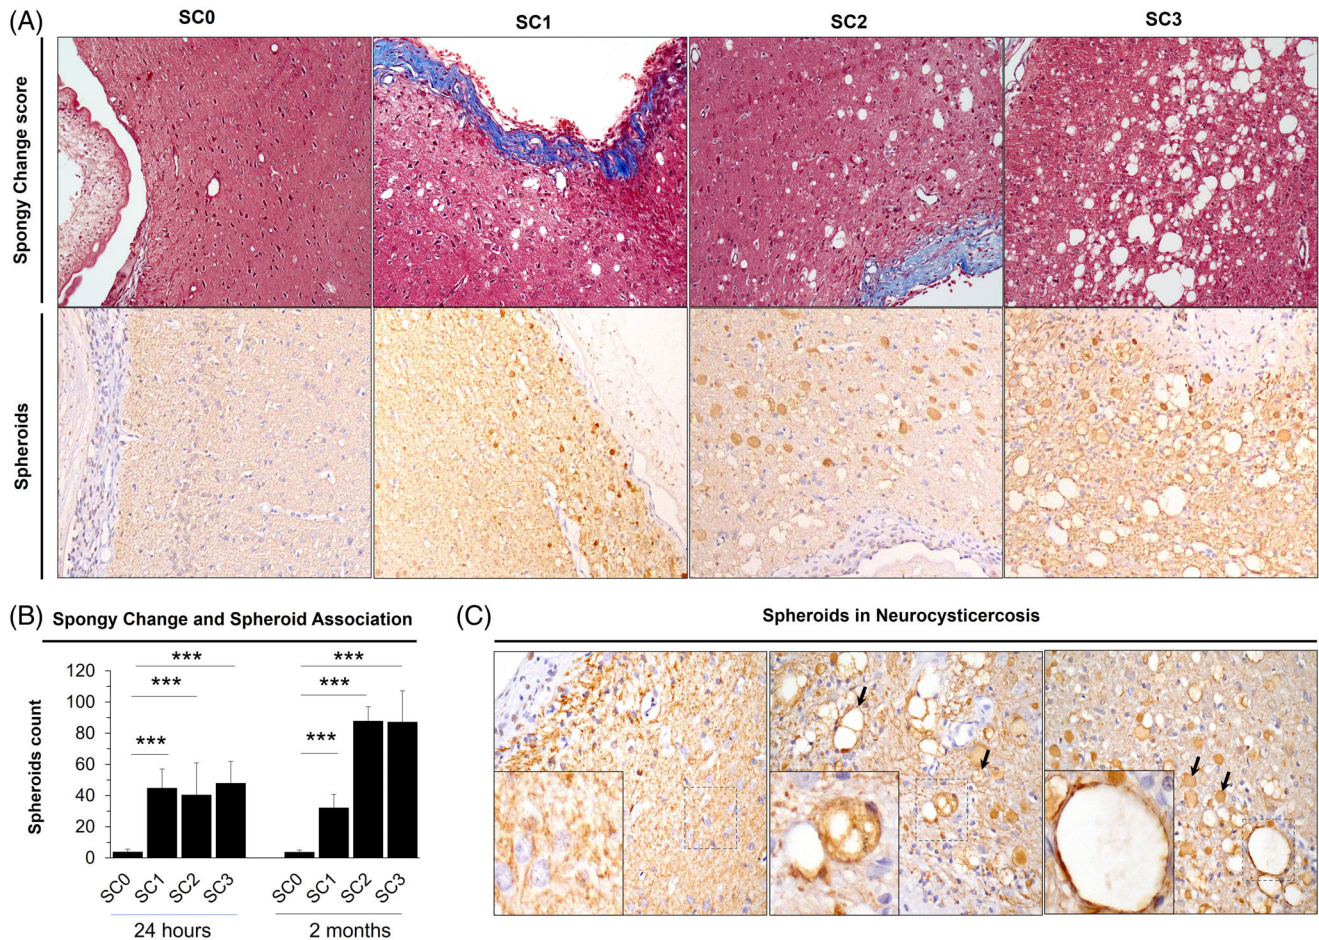 (A)
SC0
SC1
SC2
SC3
Spongy Change score
Spheroids
(B)
Spongy Change and Spheroid Association
Spheroids count
120
100
80
60
40
20
0
***
***
***
***
***
***
SC0
SC1
SC2
SC3
SC0
SC1
SC2
SC3
24 hours
2 months
(C)
Spheroids in Neurocysticercosis